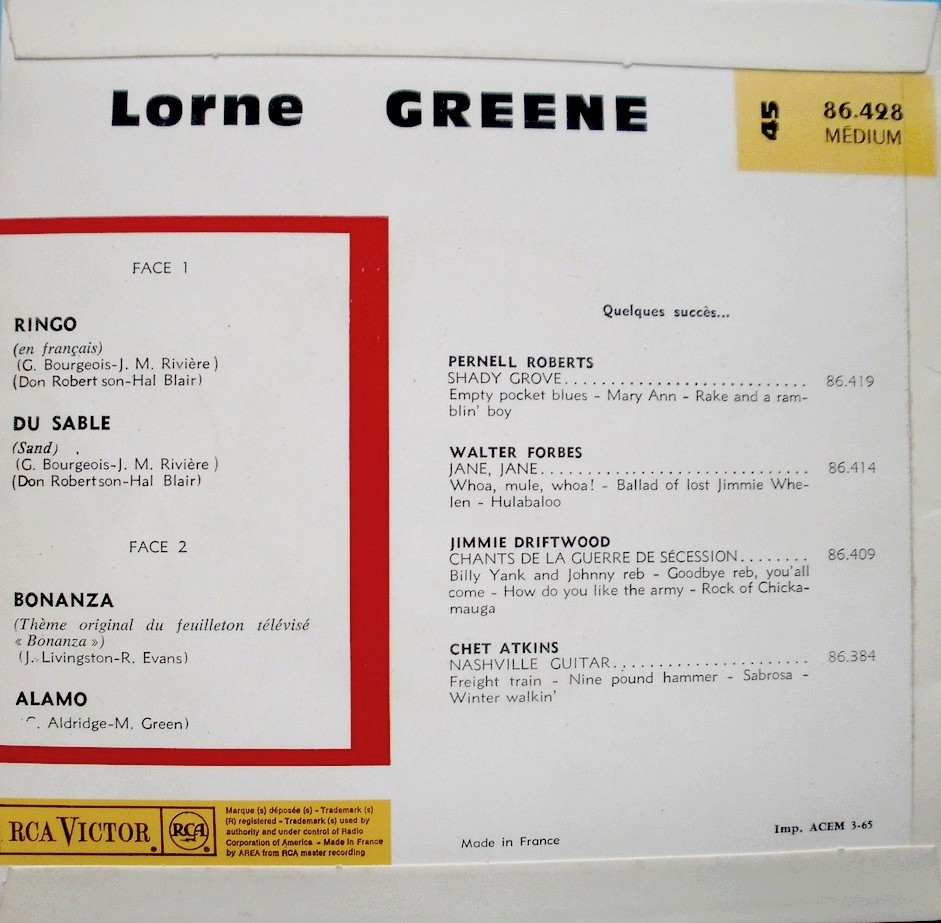 Lorne GREENE
45
86.428
MÉDIUM
FACE 1
RINGO
(en français)
(G. Bourgeois-J. M. Rivière )
(Don Robert son-Hal Blair)
DU SABLE
(Sand) .
(G. Bourgeois-J. M. Rivière )
(Don Robertson-Hal Blair)
FACE 2
BONANZA
(Thème original du feuilleton télévisé
« Bonanza »)
(J. Livingston-R. Evans)
ALAMO
Aldridge-M. Green)
Quelques succès...
PERNELL ROBERTS
SHADY GROVE........................... 86.419
Empty pocket blues - Mary Ann - Rake and a ram-
blin' boy
WALTER FORBES
JANE, JANE.............................. 86.414
Whoa, mule, whoa! - Ballad of lost Jimmie Whe-
len - Hulabaloo
JIMMIE DRIFTWOOD
CHANTS DE LA GUERRE DE SÉCESSION........ 86.409
Billy Yank and Johnny reb - Goodbye reb, you'all
come - How do you like the army - Rock of Chicka-
mauga
CHET ATKINS
NASHVILLE GUITAR...................... 86.384
Freight train - Nine pound hammer - Sabrosa -
Winter walkin'
RCA VICTOR
RCA
Marque (s) déposée (s) - Trademark (s)
(R) registered - Trademark (s) used by
authority and under control of Radio
Corporation of America - Made in France
by AREA from RCA master recording
Made in France
Imp. ACEM 3-65